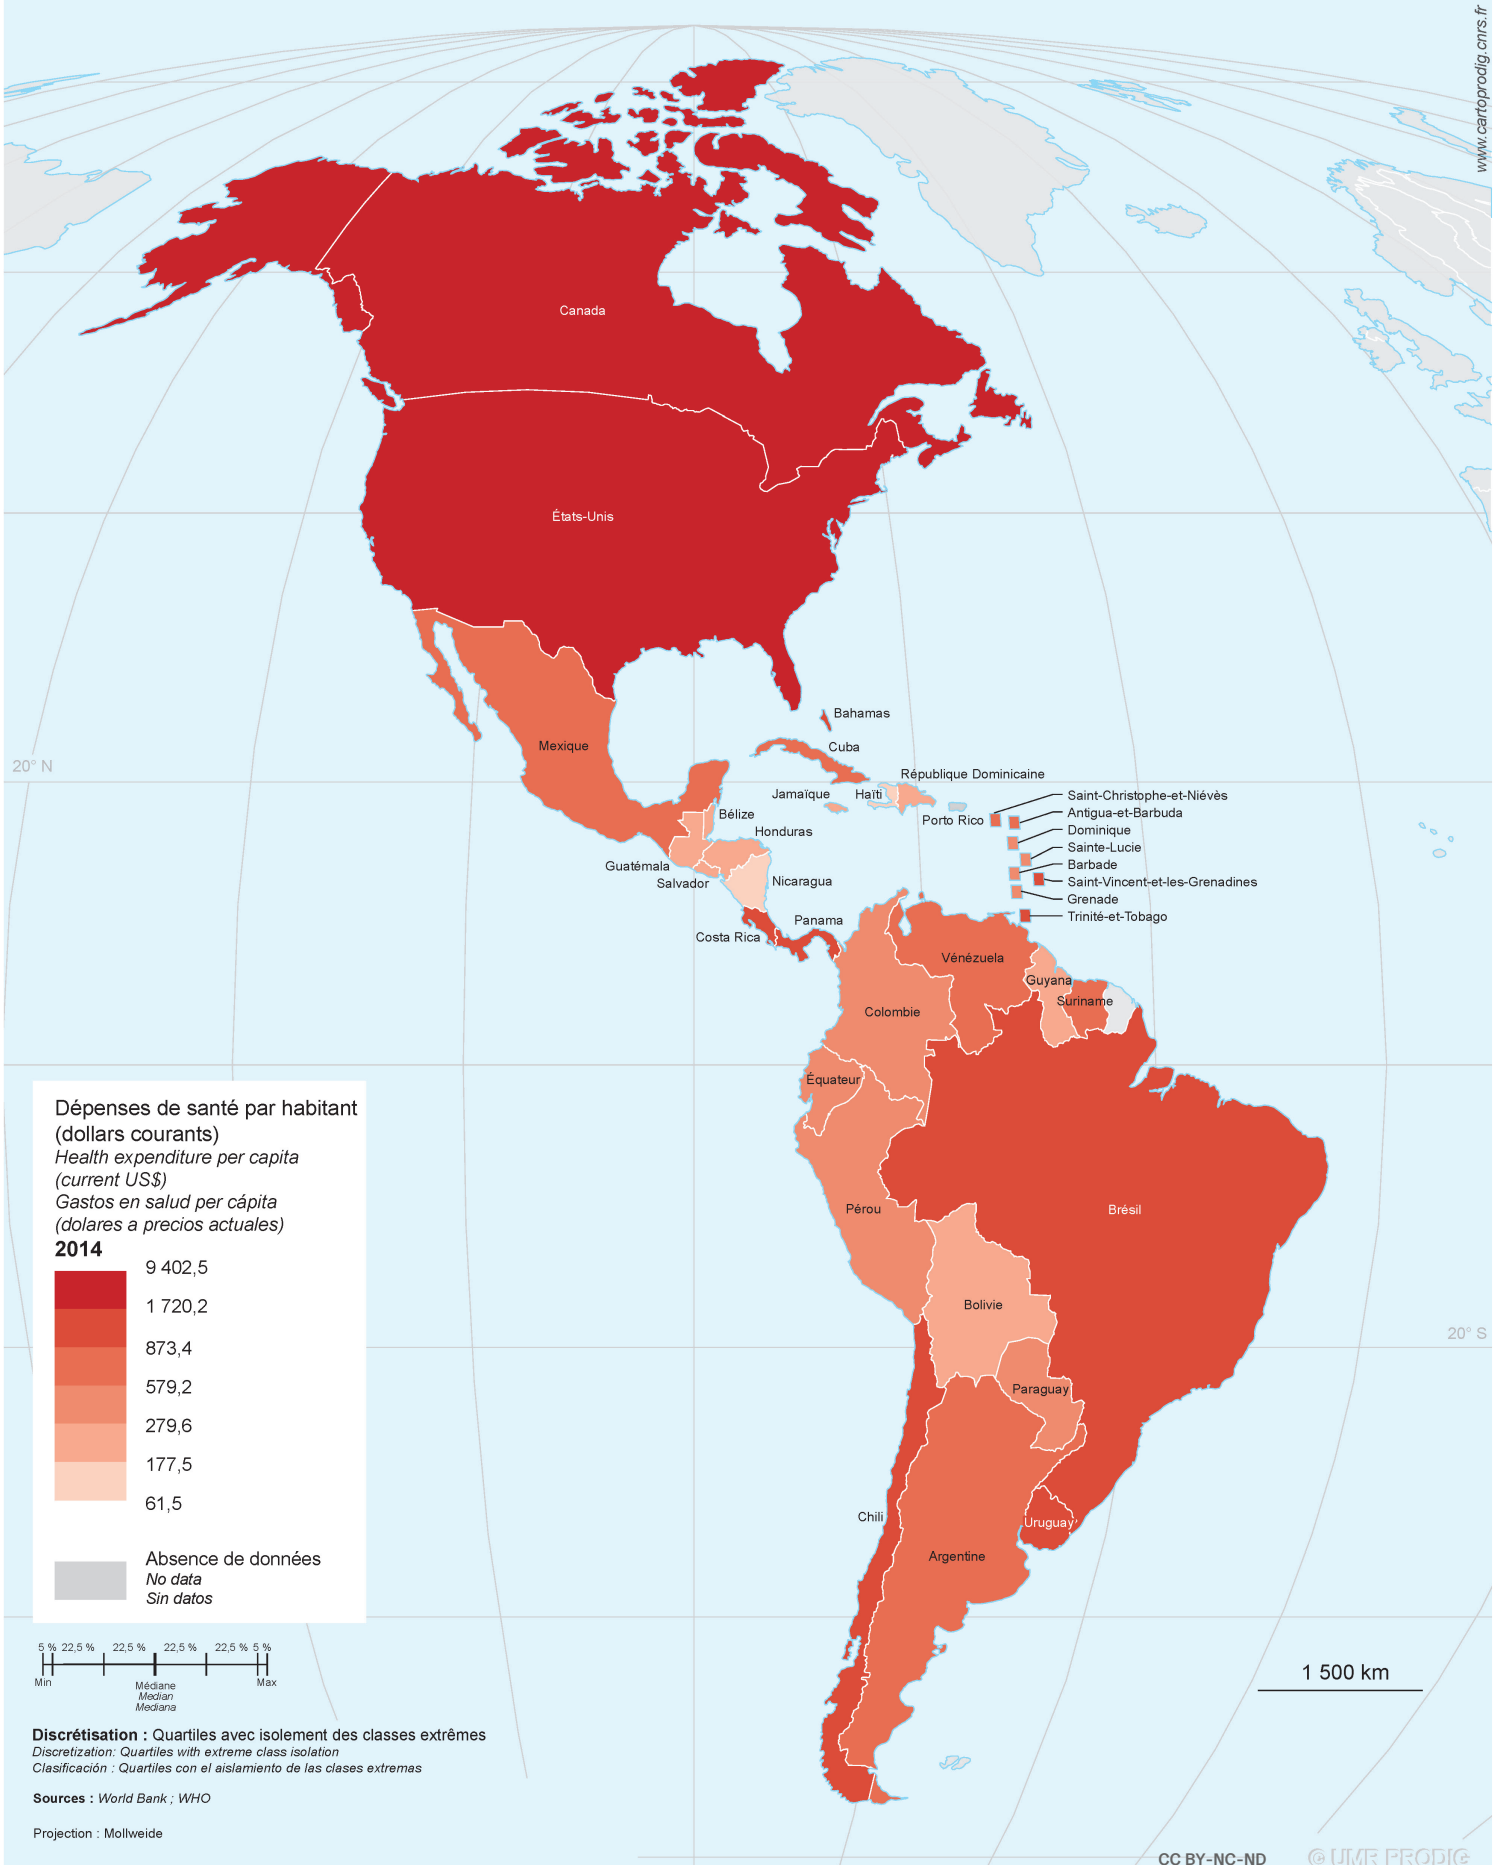 www.cartoprodig.cnrs.fr
Canada
États-Unis
Bahamas
Mexique
Cuba
20° N
République Dominicaine
Jamaïque
Haïti
Saint-Christophe-et-Niévès
Porto Rico
Antigua-et-Barbuda
Bélize
Dominique
Honduras
Sainte-Lucie
Guatémala
Barbade
Salvador
Nicaragua
Saint-Vincent-et-les-Grenadines
Grenade
Panama
Trinité-et-Tobago
Costa Rica
Vénézuela
Guyana
Suriname
Colombie
Équateur
Pérou
Brésil
Bolivie
20° S
Paraguay
Chili
Uruguay
Argentine
Dépenses de santé par habitant
(dollars courants)
Health expenditure per capita
(current US$)
Gastos en salud per cápita
(dolares a precios actuales)
2014
9 402,5
1 720,2
873,4
579,2
279,6
177,5
61,5
Absence de données
No data
Sin datos
5 % 22,5 % 22,5 % 22,5 % 22,5 % 5 %
Min Max
Médiane
Median
Mediana
1 500 km
Discrétisation : Quartiles avec isolement des classes extrêmes
Discretization: Quartiles with extreme class isolation
Clasificación : Quartiles con el aislamiento de las clases extremas
Sources : World Bank ; WHO
Projection : Mollweide
CC BY-NC-ND © UMR PRODIG